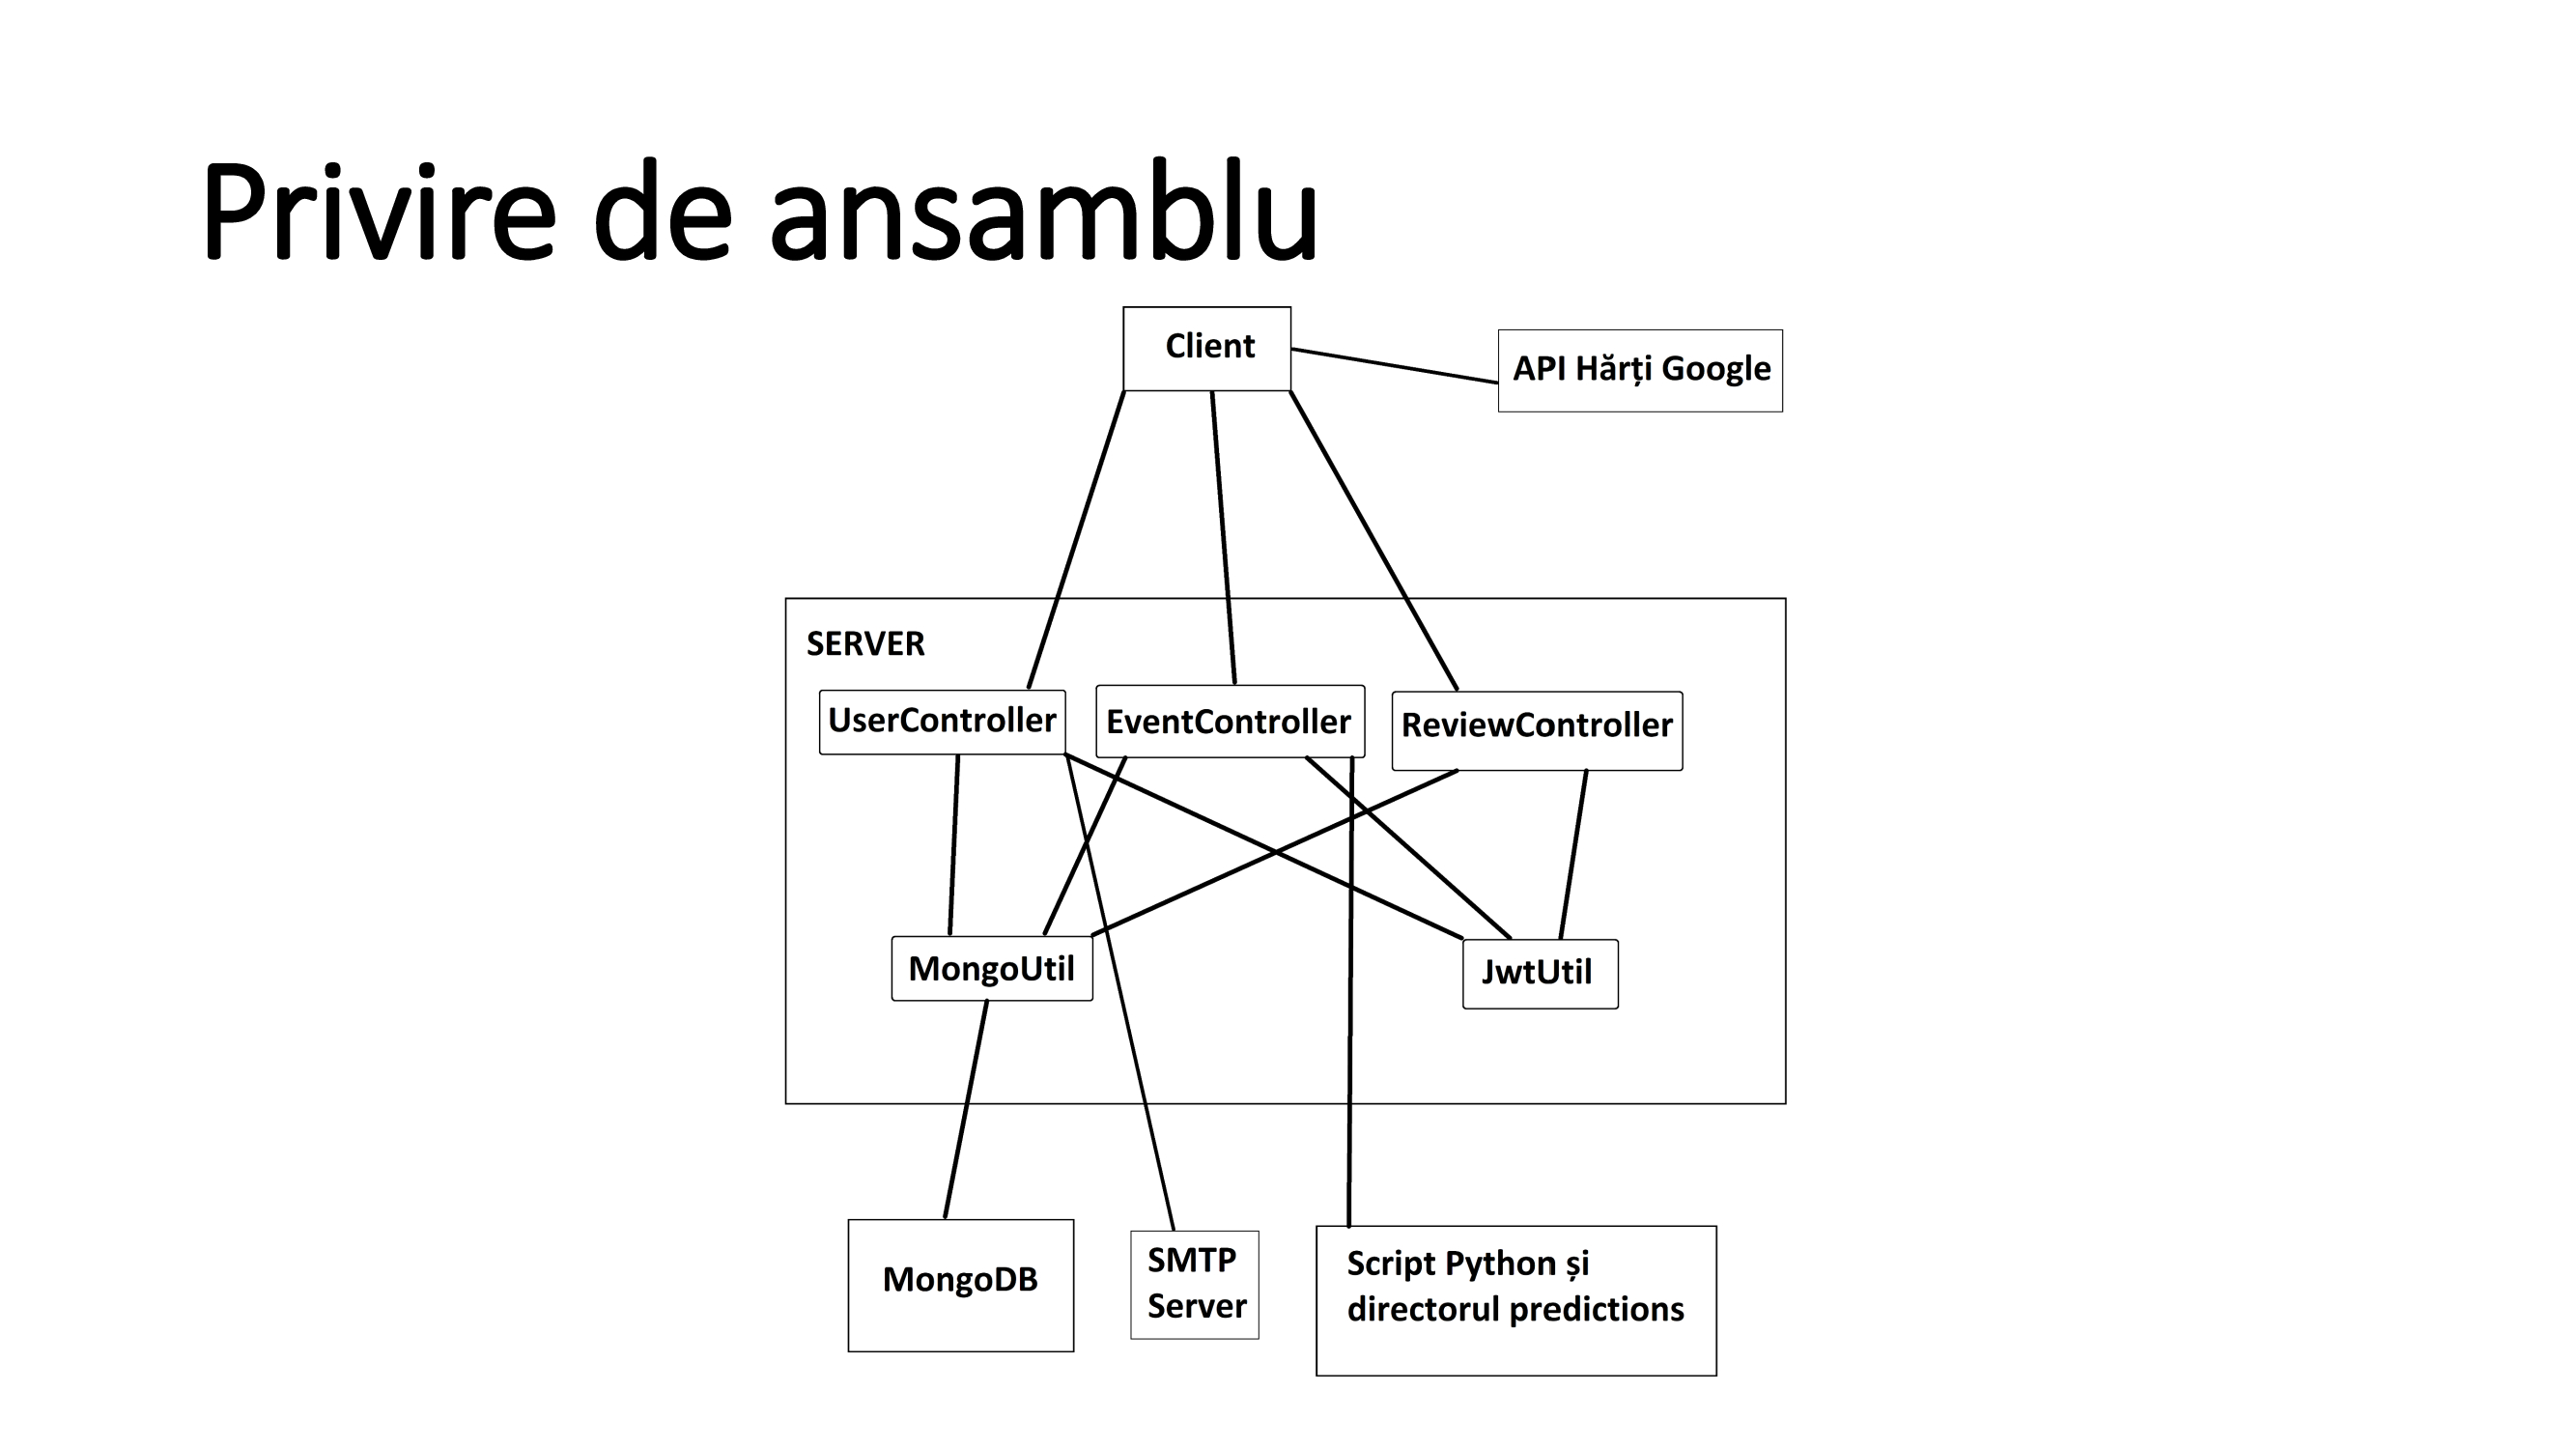 Privire de ansamblu
Client
API Hărți Google
SERVER
UserController
EventController
ReviewController
MongoUtil
JwtUtil
MongoDB
SMTP
Server
Script Python și
directorul predictions